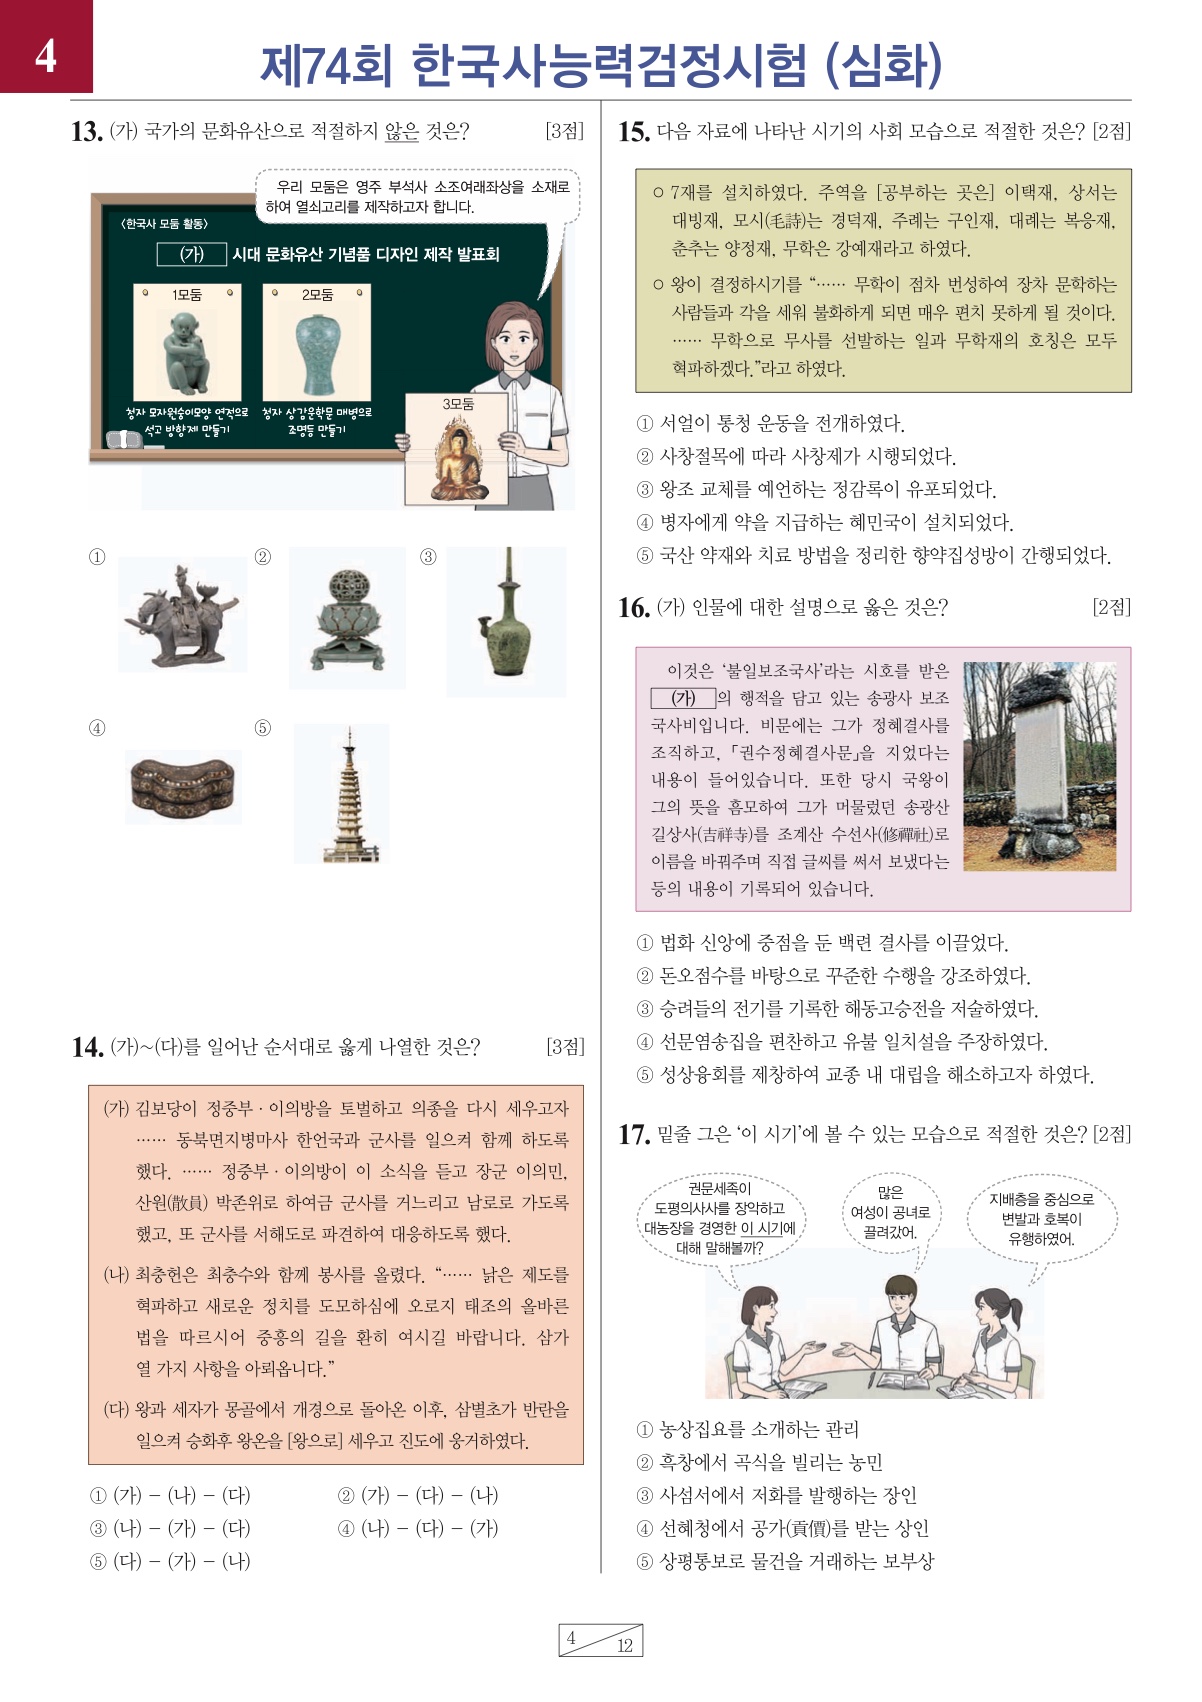 4
제74회 한국사능력검정시험 (심화)
13. (가) 국가의 문화유산으로 적절하지 않은 것은? [3점]
우리 모둠은 영주 부석사 소조여래좌상을 소재로
하여 열쇠고리를 제작하고자 합니다.
<한국사 모둠 활동>
(가) 시대 문화유산 기념품 디자인 제작 발표회
1모둠
2모둠
청자 모자원숭이모양 연적으로
석고 방향제 만들기
청자 상감운학문 매병으로
조명등 만들기
3모둠
①
②
③
④
⑤
14. (가)~(다)를 일어난 순서대로 옳게 나열한 것은? [3점]
(가) 김보당이 정중부·이의방을 토벌하고 의종을 다시 세우고자
…… 동북면지병마사 한언국과 군사를 일으켜 함께 하도록
했다. …… 정중부·이의방이 이 소식을 듣고 장군 이의민,
산원(散員) 박존위로 하여금 군사를 거느리고 남로로 가도록
했고, 또 군사를 서해도로 파견하여 대응하도록 했다.
(나) 최충헌은 최충수와 함께 봉사를 올렸다. “…… 낡은 제도를
혁파하고 새로운 정치를 도모하심에 오로지 태조의 올바른
법을 따르시어 중흥의 길을 환히 여시길 바랍니다. 삼가
열 가지 사항을 아뢰옵니다.”
(다) 왕과 세자가 몽골에서 개경으로 돌아온 이후, 삼별초가 반란을
일으켜 승화후 왕온을 [왕으로] 세우고 진도에 웅거하였다.
① (가) - (나) - (다)
② (가) - (다) - (나)
③ (나) - (가) - (다)
④ (나) - (다) - (가)
⑤ (다) - (가) - (나)
15. 다음 자료에 나타난 시기의 사회 모습으로 적절한 것은? [2점]
○ 7재를 설치하였다. 주역을 [공부하는 곳은] 이택재, 상서는
대빙재, 모시(毛詩)는 경덕재, 주례는 구인재, 대례는 복응재,
춘추는 양정재, 무학은 강예재라고 하였다.
○ 왕이 결정하시기를 “…… 무학이 점차 번성하여 장차 문학하는
사람들과 각을 세워 불화하게 되면 매우 편치 못하게 될 것이다.
…… 무학으로 무사를 선발하는 일과 무학재의 호칭은 모두
혁파하겠다.”라고 하였다.
① 서얼이 통청 운동을 전개하였다.
② 사창절목에 따라 사창제가 시행되었다.
③ 왕조 교체를 예언하는 정감록이 유포되었다.
④ 병자에게 약을 지급하는 혜민국이 설치되었다.
⑤ 국산 약재와 치료 방법을 정리한 향약집성방이 간행되었다.
16. (가) 인물에 대한 설명으로 옳은 것은? [2점]
이것은 ‘불일보조국사’라는 시호를 받은
(가) 의 행적을 담고 있는 송광사 보조
국사비입니다. 비문에는 그가 정혜결사를
조직하고, 「권수정혜결사문」을 지었다는
내용이 들어있습니다. 또한 당시 국왕이
그의 뜻을 흠모하여 그가 머물렀던 송광산
길상사(吉祥寺)를 조계산 수선사(修禪社)로
이름을 바꿔주며 직접 글씨를 써서 보냈다는
등의 내용이 기록되어 있습니다.
① 법화 신앙에 중점을 둔 백련 결사를 이끌었다.
② 돈오점수를 바탕으로 꾸준한 수행을 강조하였다.
③ 승려들의 전기를 기록한 해동고승전을 저술하였다.
④ 선문염송집을 편찬하고 유불 일치설을 주장하였다.
⑤ 성상융회를 제창하여 교종 내 대립을 해소하고자 하였다.
17. 밑줄 그은 ‘이 시기’에 볼 수 있는 모습으로 적절한 것은? [2점]
권문세족이
도평의사사를 장악하고
대농장을 경영한 이 시기에
대해 말해볼까?
많은
여성이 공녀로
끌려갔어.
지배층을 중심으로
변발과 호복이
유행하였어.
① 농상집요를 소개하는 관리
② 흑창에서 곡식을 빌리는 농민
③ 사섬서에서 저화를 발행하는 장인
④ 선혜청에서 공가(貢價)를 받는 상인
⑤ 상평통보로 물건을 거래하는 보부상
4
12